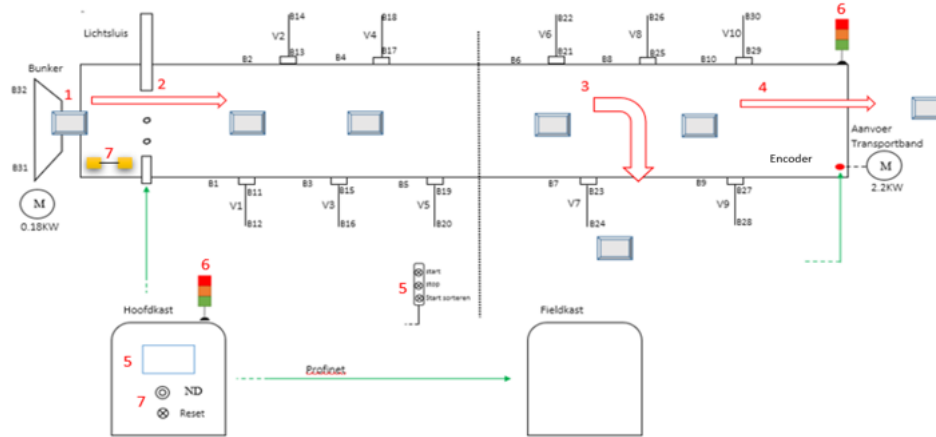 B14
B18
B22
B26
B30
6
Lichtsluis
V2
V4
V6
V8
V10
B13
B17
B21
B25
B29
B2
B4
B6
B8
B10
Bunker
B32
1
2
3
4
Aanvoer
Transportband
7
Encoder
M
2.2KW
B31
M
0.18KW
B1
B11
B3
B15
B5
B19
B7
B23
B9
B27
V1
V3
V5
V7
V9
B12
B16
B20
B24
B28
6
5
start
stop
Start sorteren
Hoofdkast
Fieldkast
5
Profinet
7
ND
Reset